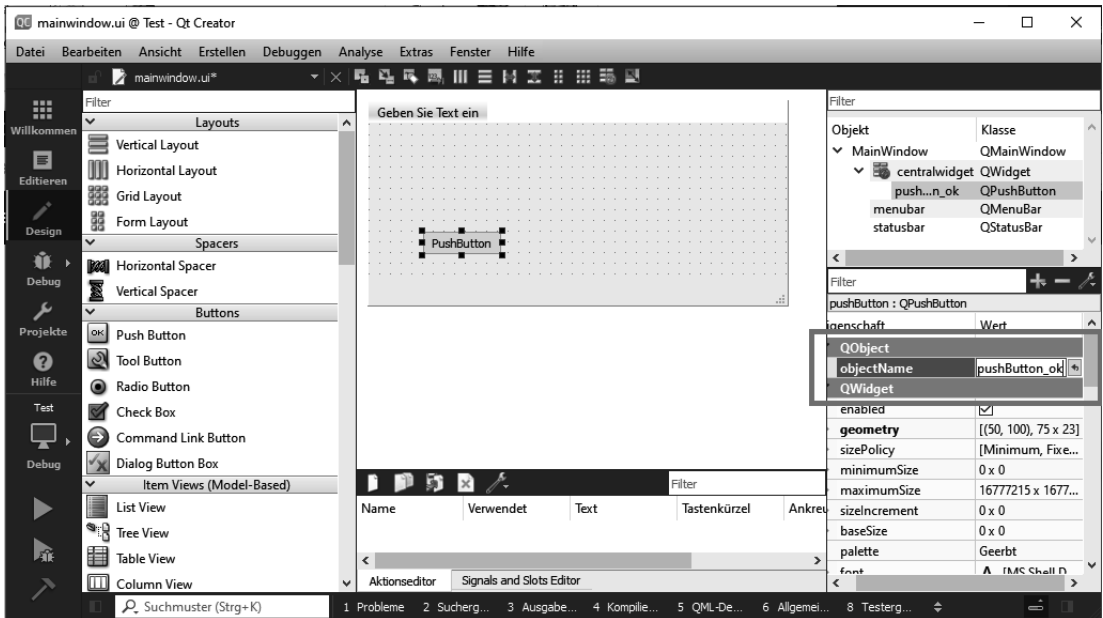 QC mainwindow.ui @ Test - Qt Creator
Datei Bearbeiten Ansicht Erstellen Debuggen Analyse Extras Fenster Hilfe
mainwindow.ui*
Willkommen
Editieren
Design
Debug
Projekte
Hilfe
Test
Debug
Filter
Layouts
Vertical Layout
Horizontal Layout
Grid Layout
Form Layout
Spacers
Horizontal Spacer
Vertical Spacer
Buttons
OK Push Button
Tool Button
Radio Button
Check Box
Command Link Button
Dialog Button Box
Item Views (Model-Based)
List View
Tree View
Table View
Column View
Geben Sie Text ein
PushButton
Filter
Name Verwendet Text Tastenkürzel Ankreu
Aktionseditor Signals and Slots Editor
Filter
Objekt Klasse
MainWindow QMainWindow
centralwidget QWidget
push...n_ok QPushButton
menubar QMenuBar
statusbar QStatusBar
Filter
pushButton : QPushButton
igenschaft Wert
QObject
objectName pushButton_ok
QWidget
enabled
geometry [(50, 100), 75 x 23]
sizePolicy [Minimum, Fixe...
minimumSize 0 x 0
maximumSize 16777215 x 1677...
sizeIncrement 0 x 0
baseSize 0 x 0
palette Geerbt
font A [MS Shell D
Suchmuster (Strg+K) 1 Probleme 2 Sucherg... 3 Ausgabe... 4 Kompilie... 5 QML-De... 6 Allgemei... 8 Testerg...